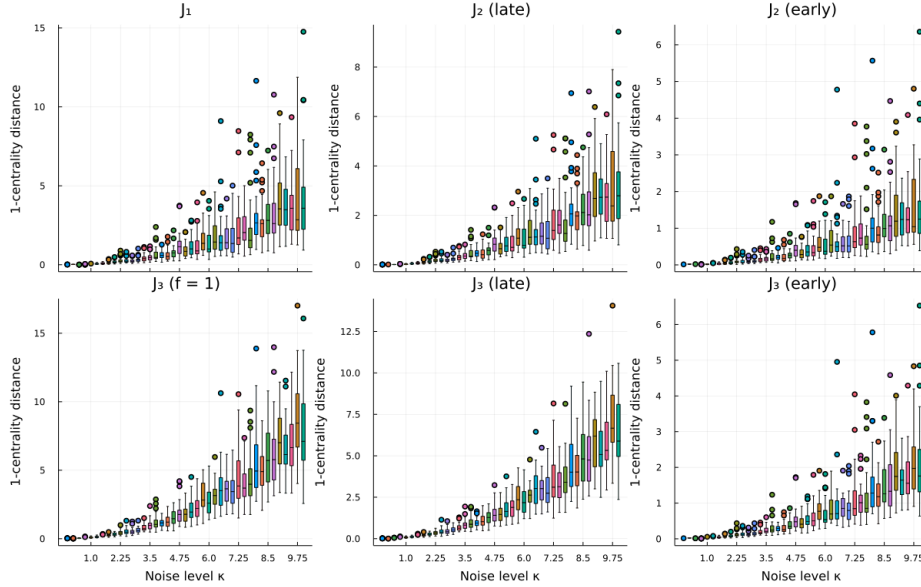 J₁
J₂ (late)
J₂ (early)
1-centrality distance
15
10
5
0
1-centrality distance
8
6
4
2
0
1-centrality distance
6
5
4
3
2
1
0
J₃ (f = 1)
J₃ (late)
J₃ (early)
1-centrality distance
15
10
5
0
1-centrality distance
12.5
10.0
7.5
5.0
2.5
0.0
1-centrality distance
6
5
4
3
2
1
0
1.0 2.25 3.5 4.75 6.0 7.25 8.5 9.75
1.0 2.25 3.5 4.75 6.0 7.25 8.5 9.75
1.0 2.25 3.5 4.75 6.0 7.25 8.5 9.75
Noise level κ
Noise level κ
Noise level κ